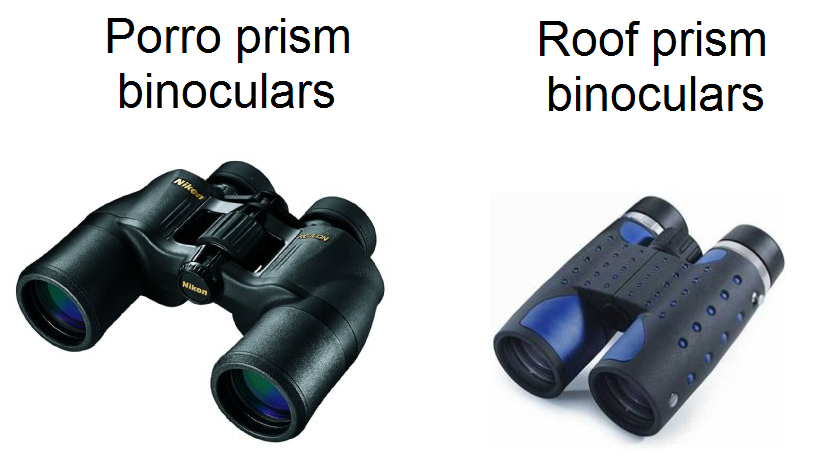 Porro prism
binoculars
Roof prism
binoculars
Nikon
Nikon